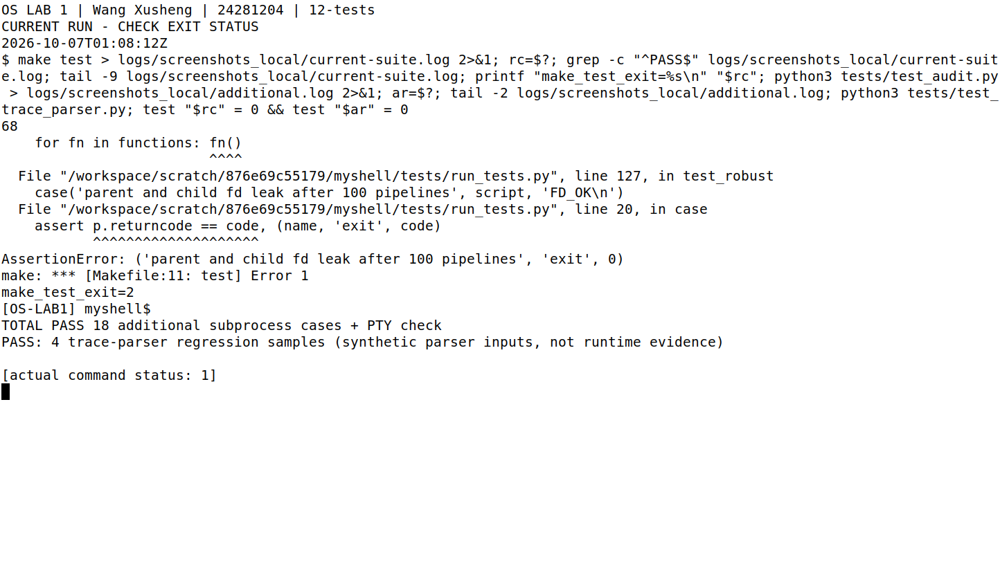 OS LAB 1 | Wang Xusheng | 24281204 | 12-tests
CURRENT RUN - CHECK EXIT STATUS
2026-10-07T01:08:12Z
$ make test > logs/screenshots_local/current-suite.log 2>&1; rc=$?; grep -c "^PASS$" logs/screenshots_local/current-suit
e.log; tail -9 logs/screenshots_local/current-suite.log; printf "make_test_exit=%s\n" "$rc"; python3 tests/test_audit.py
 > logs/screenshots_local/additional.log 2>&1; ar=$?; tail -2 logs/screenshots_local/additional.log; python3 tests/test_
trace_parser.py; test "$rc" = 0 && test "$ar" = 0
68
    for fn in functions: fn()
                         ^^^^
  File "/workspace/scratch/876e69c55179/myshell/tests/run_tests.py", line 127, in test_robust
    case('parent and child fd leak after 100 pipelines', script, 'FD_OK\n')
  File "/workspace/scratch/876e69c55179/myshell/tests/run_tests.py", line 20, in case
    assert p.returncode == code, (name, 'exit', code)
           ^^^^^^^^^^^^^^^^^^^^
AssertionError: ('parent and child fd leak after 100 pipelines', 'exit', 0)
make: *** [Makefile:11: test] Error 1
make_test_exit=2
[OS-LAB1] myshell$
TOTAL PASS 18 additional subprocess cases + PTY check
PASS: 4 trace-parser regression samples (synthetic parser inputs, not runtime evidence)
[actual command status: 1]